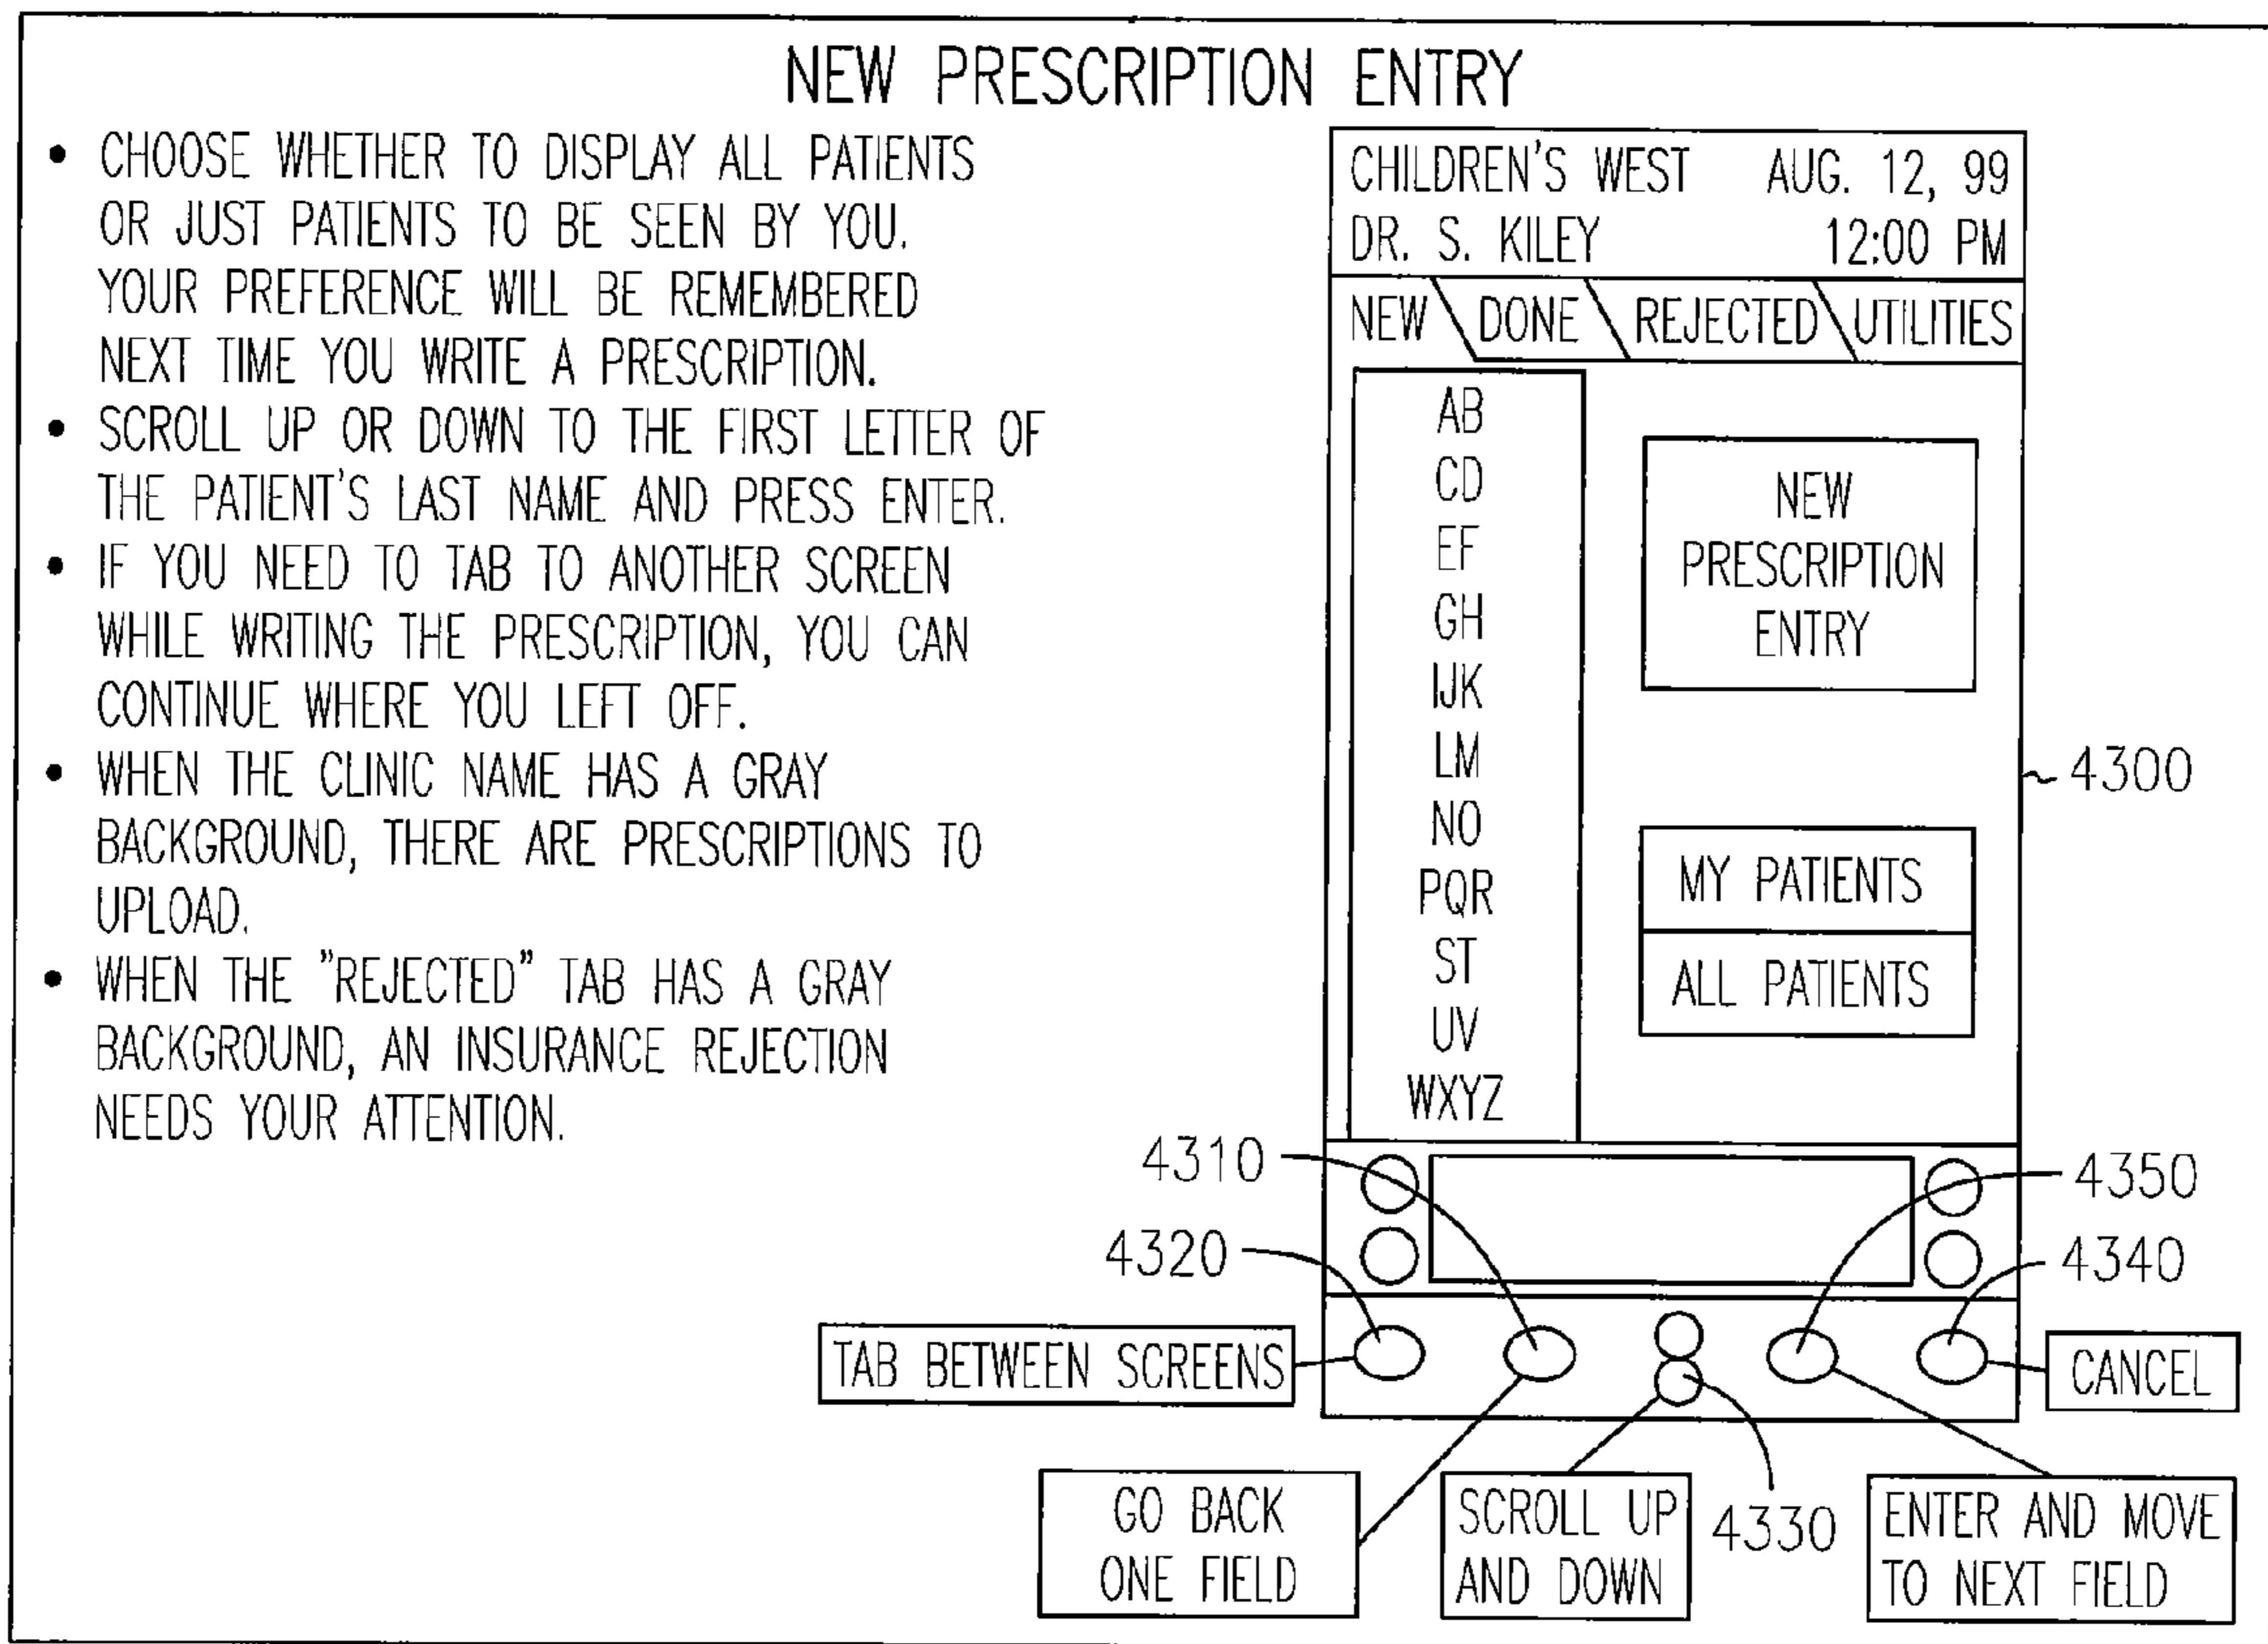 NEW PRESCRIPTION ENTRY
• CHOOSE WHETHER TO DISPLAY ALL PATIENTS
OR JUST PATIENTS TO BE SEEN BY YOU.
YOUR PREFERENCE WILL BE REMEMBERED
NEXT TIME YOU WRITE A PRESCRIPTION.
• SCROLL UP OR DOWN TO THE FIRST LETTER OF
THE PATIENT'S LAST NAME AND PRESS ENTER.
• IF YOU NEED TO TAB TO ANOTHER SCREEN
WHILE WRITING THE PRESCRIPTION, YOU CAN
CONTINUE WHERE YOU LEFT OFF.
• WHEN THE CLINIC NAME HAS A GRAY
BACKGROUND, THERE ARE PRESCRIPTIONS TO
UPLOAD.
• WHEN THE "REJECTED" TAB HAS A GRAY
BACKGROUND, AN INSURANCE REJECTION
NEEDS YOUR ATTENTION.
CHILDREN'S WEST AUG. 12, 99
DR. S. KILEY 12:00 PM
NEW DONE REJECTED UTILITIES
AB
CD
EF
GH
IJK
LM
NO
PQR
ST
UV
WXYZ
NEW
PRESCRIPTION
ENTRY
4300
MY PATIENTS
ALL PATIENTS
4310
4350
4320
4340
TAB BETWEEN SCREENS
CANCEL
GO BACK
ONE FIELD
SCROLL UP
AND DOWN
4330
ENTER AND MOVE
TO NEXT FIELD